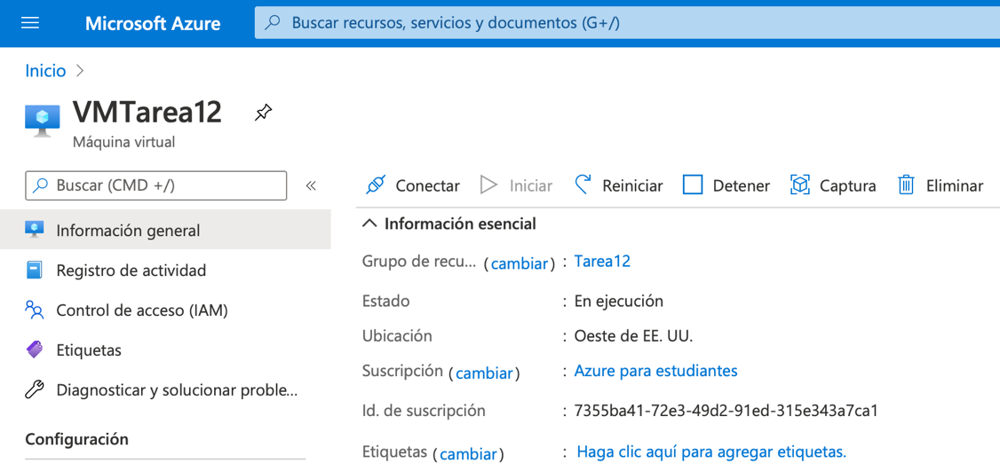 Microsoft Azure
Buscar recursos, servicios y documentos (G+/)
Inicio
VMTarea12
Máquina virtual
Buscar (CMD +/)
«
Conectar
Iniciar
Reiniciar
Detener
Captura
Eliminar
Información general
Registro de actividad
Control de acceso (IAM)
Etiquetas
Diagnosticar y solucionar proble...
Configuración
Información esencial
Grupo de recu... (cambiar) : Tarea12
Estado : En ejecución
Ubicación : Oeste de EE. UU.
Suscripción (cambiar) : Azure para estudiantes
Id. de suscripción : 7355ba41-72e3-49d2-91ed-315e343a7ca1
Etiquetas (cambiar) : Haga clic aquí para agregar etiquetas.